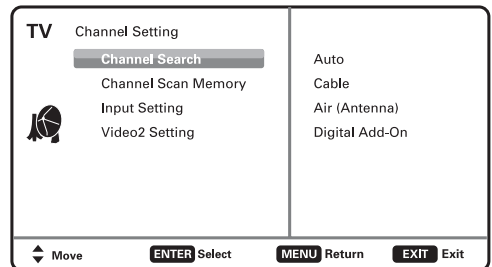 TV Channel Setting
Channel Search
Channel Scan Memory
Input Setting
Video2 Setting
Auto
Cable
Air (Antenna)
Digital Add-On
Move ENTER Select MENU Return EXIT Exit